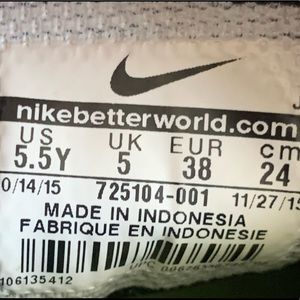 nikebetterworld.com
US UK EUR cm
5.5Y 5 38 24
0/14/15 725104-001 11/27/15
MADE IN INDONESIA
FABRIQUE EN INDONESIE
106135412 UPC